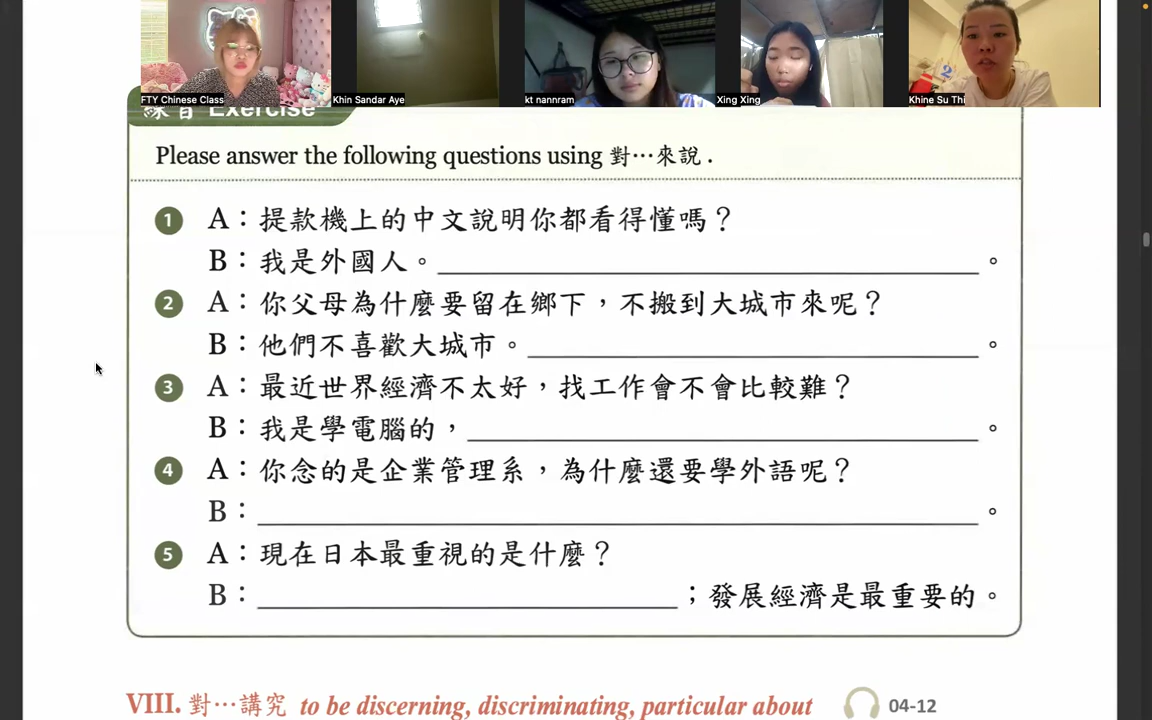 FTY Chinese Class
Khin Sandar Aye
kt nannram
Xing Xing
Khine Su Thi
練習 Exercise
Please answer the following questions using 對…來說 .
1 A：提款機上的中文說明你都看得懂嗎？
B：我是外國人。 。
2 A：你父母為什麼要留在鄉下，不搬到大城市來呢？
B：他們不喜歡大城市。 。
3 A：最近世界經濟不太好，找工作會不會比較難？
B：我是學電腦的， 。
4 A：你念的是企業管理系，為什麼還要學外語呢？
B： 。
5 A：現在日本最重視的是什麼？
B： ；發展經濟是最重要的。
VIII. 對…講究 to be discerning, discriminating, particular about 04-12